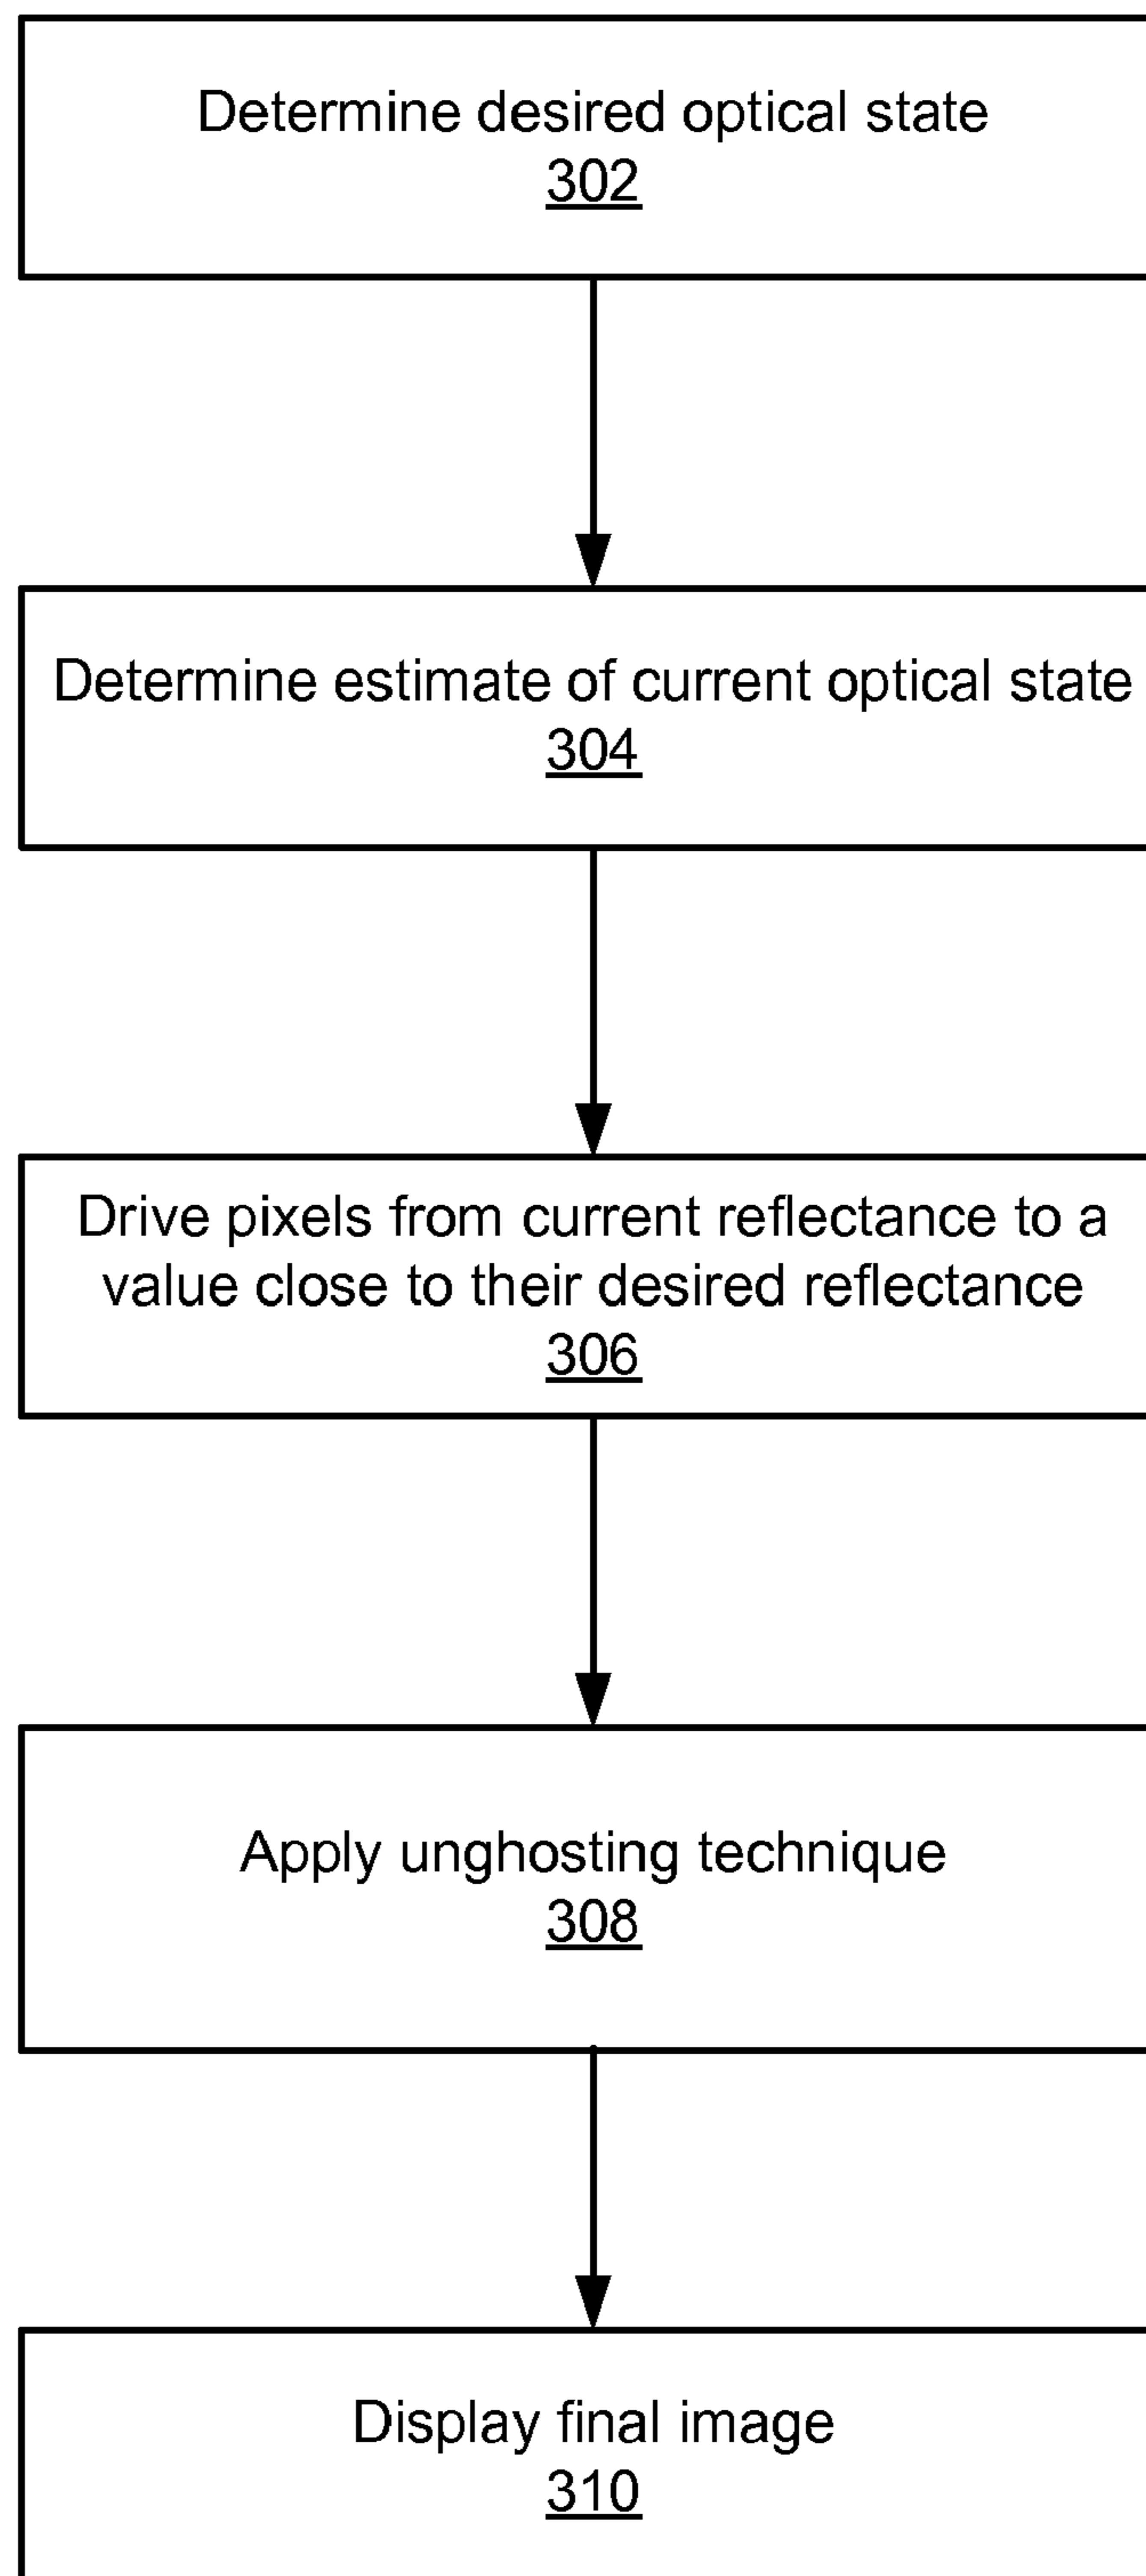 Determine desired optical state
302
Determine estimate of current optical state
304
Drive pixels from current reflectance to a
value close to their desired reflectance
306
Apply unghosting technique
308
Display final image
310